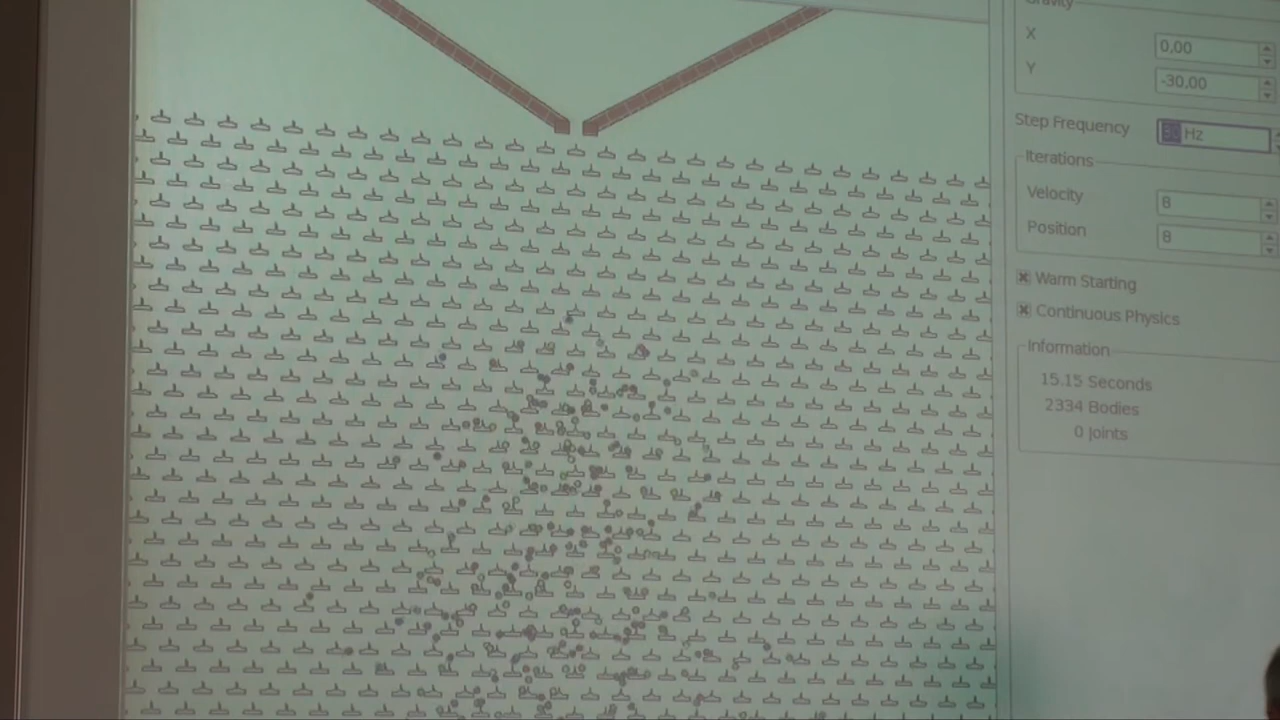 Gravity
X 0,00
Y -30,00
Step Frequency Hz
Iterations
Velocity 8
Position 8
Warm Starting
Continuous Physics
Information
15.15 Seconds
2334 Bodies
0 Joints